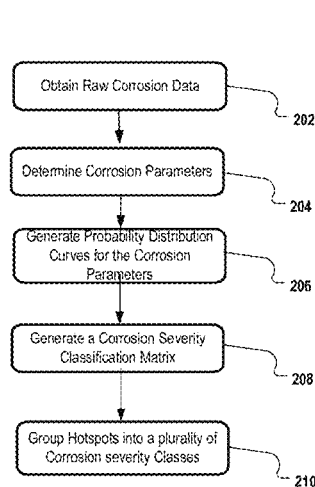 Obtain Raw Corrosion Data
202
Determine Corrosion Parameters
204
Generate Probability Distribution
Curves for the Corrosion
Parameters
206
Generate a Corrosion Severity
Classification Matrix
208
Group Hotspots into a plurality of
Corrosion severity Classes
210